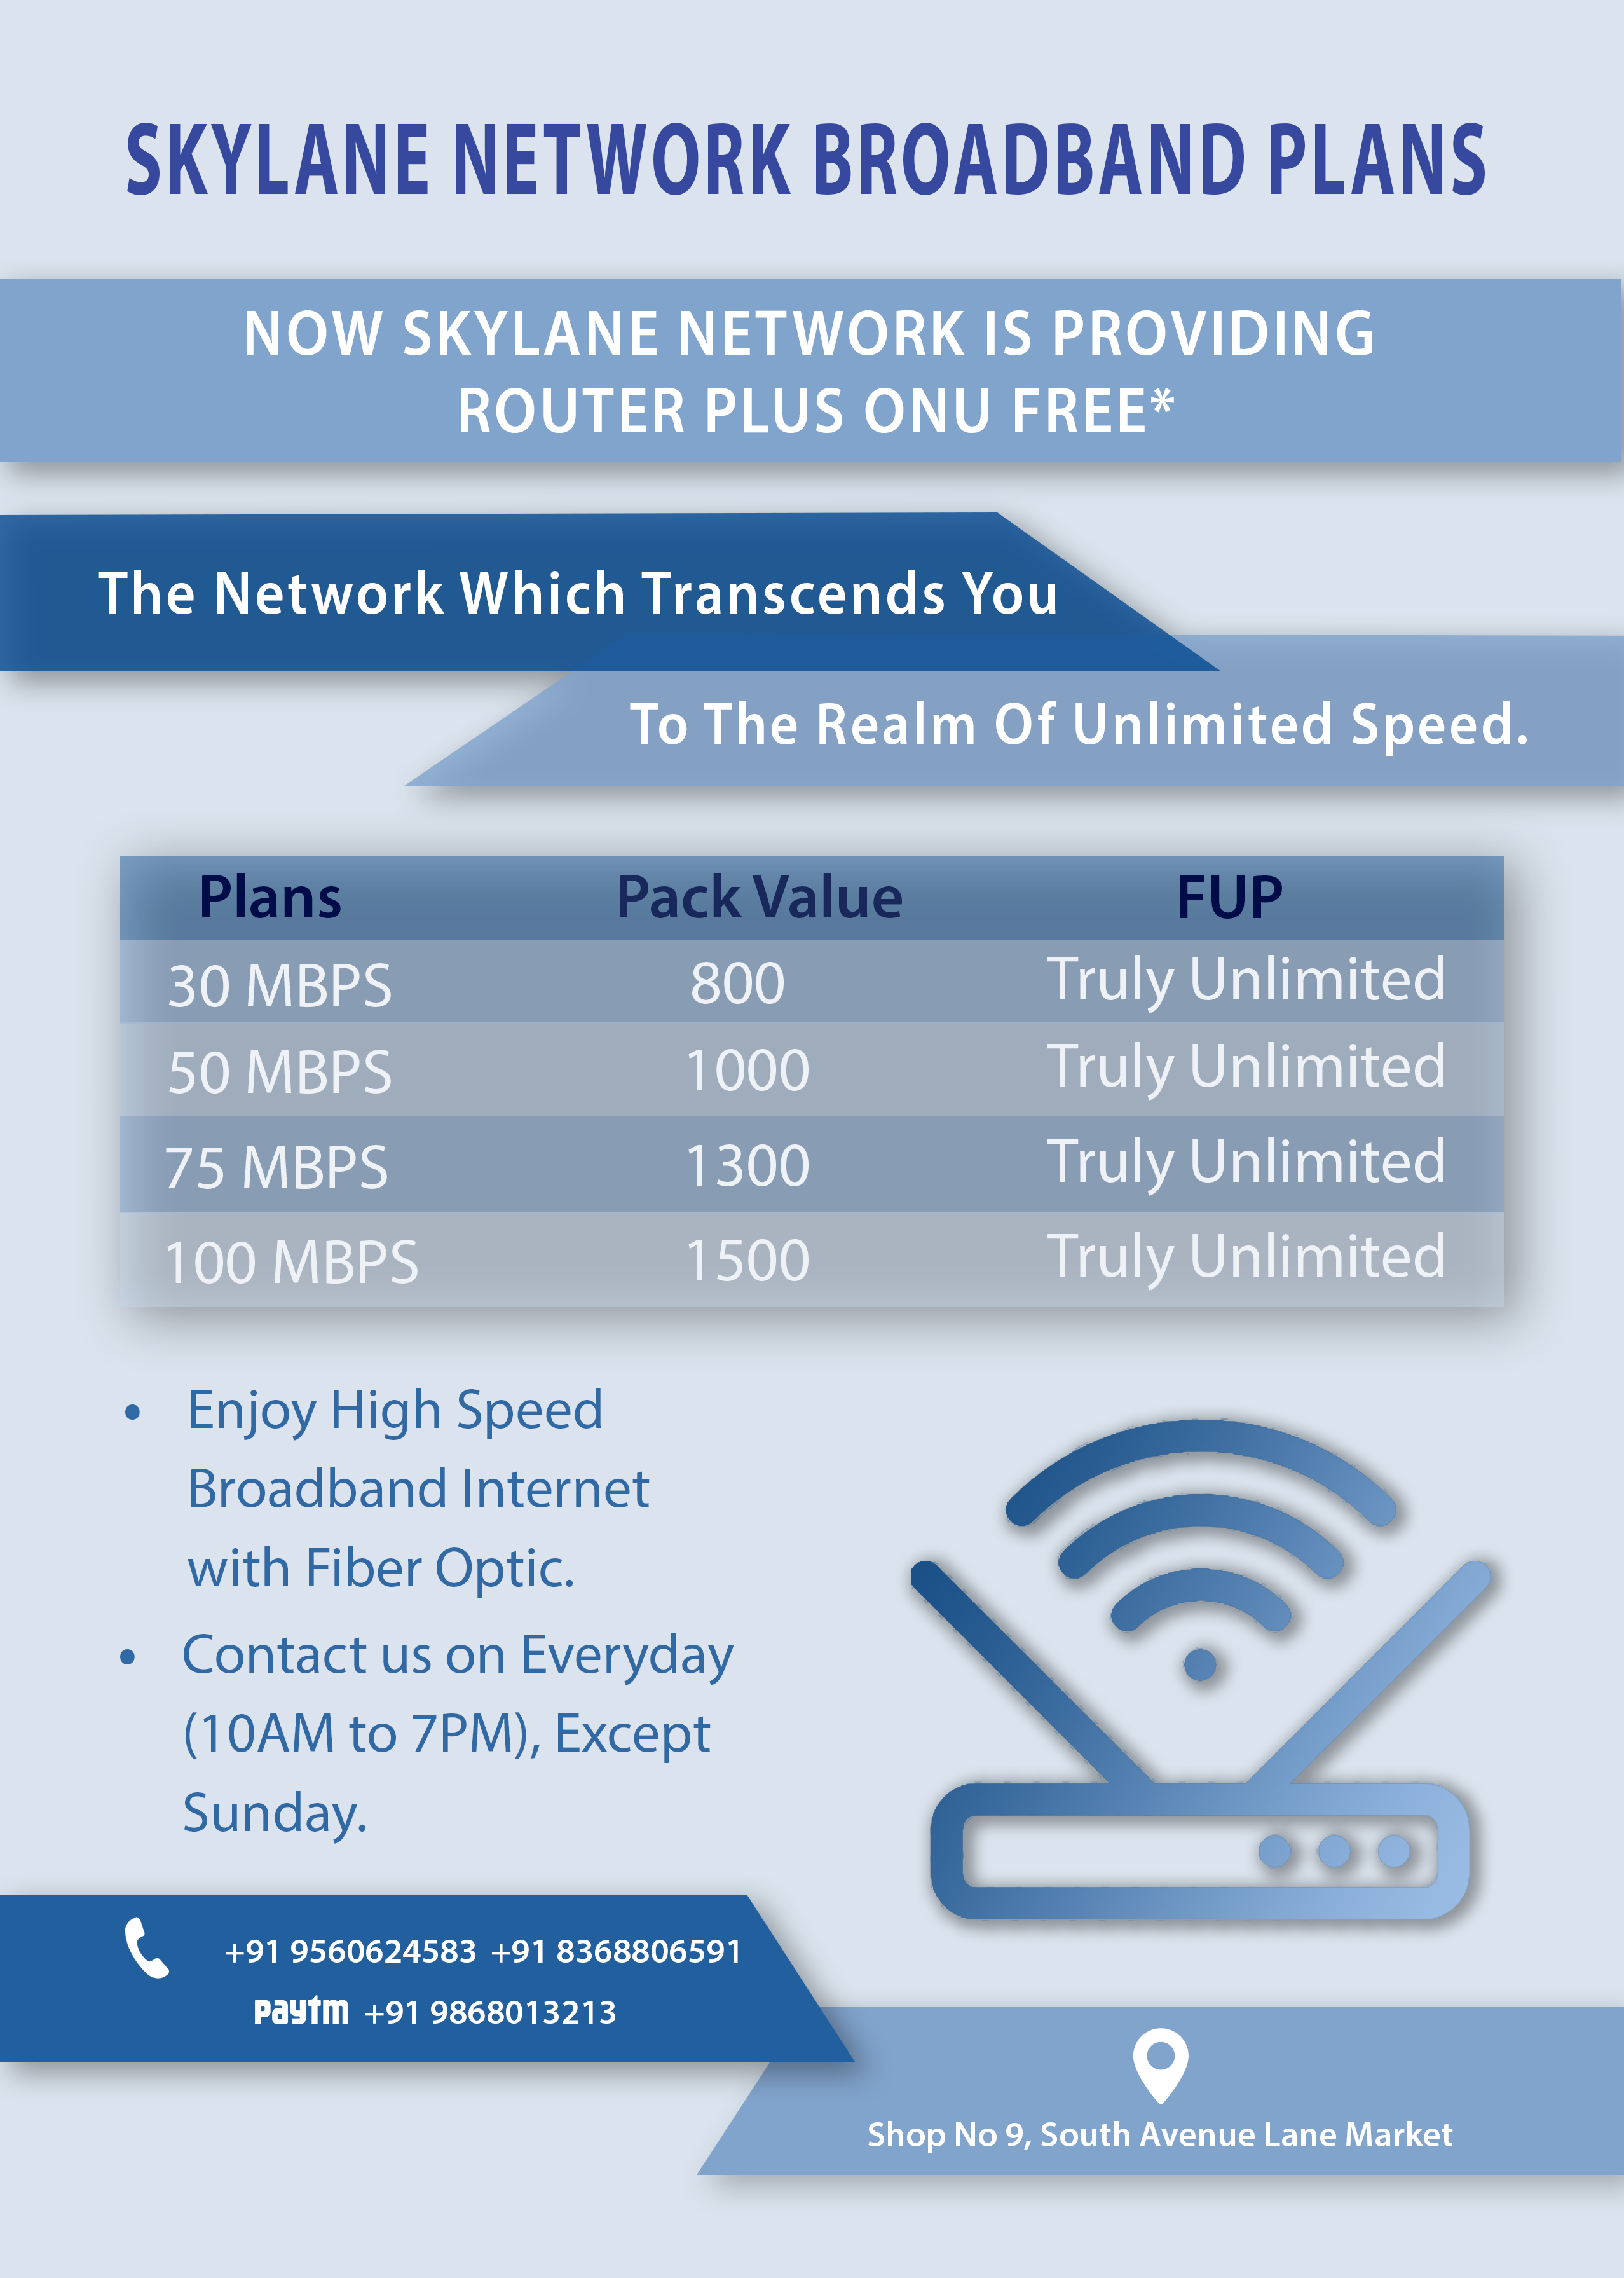 SKYLANE NETWORK BROADBAND PLANS
NOW SKYLANE NETWORK IS PROVIDING
ROUTER PLUS ONU FREE*
The Network Which Transcends You
To The Realm Of Unlimited Speed.
Plans Pack Value FUP
30 MBPS 800 Truly Unlimited
50 MBPS 1000 Truly Unlimited
75 MBPS 1300 Truly Unlimited
100 MBPS 1500 Truly Unlimited
• Enjoy High Speed
Broadband Internet
with Fiber Optic.
• Contact us on Everyday
(10AM to 7PM), Except
Sunday.
+91 9560624583 +91 8368806591
paytm +91 9868013213
Shop No 9, South Avenue Lane Market